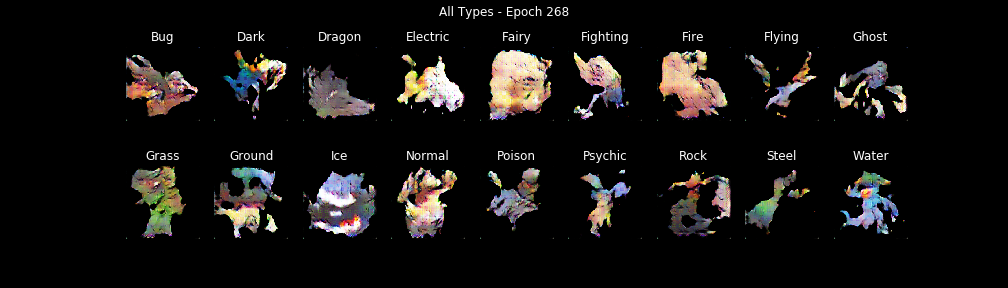 All Types - Epoch 268
Bug Dark Dragon Electric Fairy Fighting Fire Flying Ghost
Grass Ground Ice Normal Poison Psychic Rock Steel Water